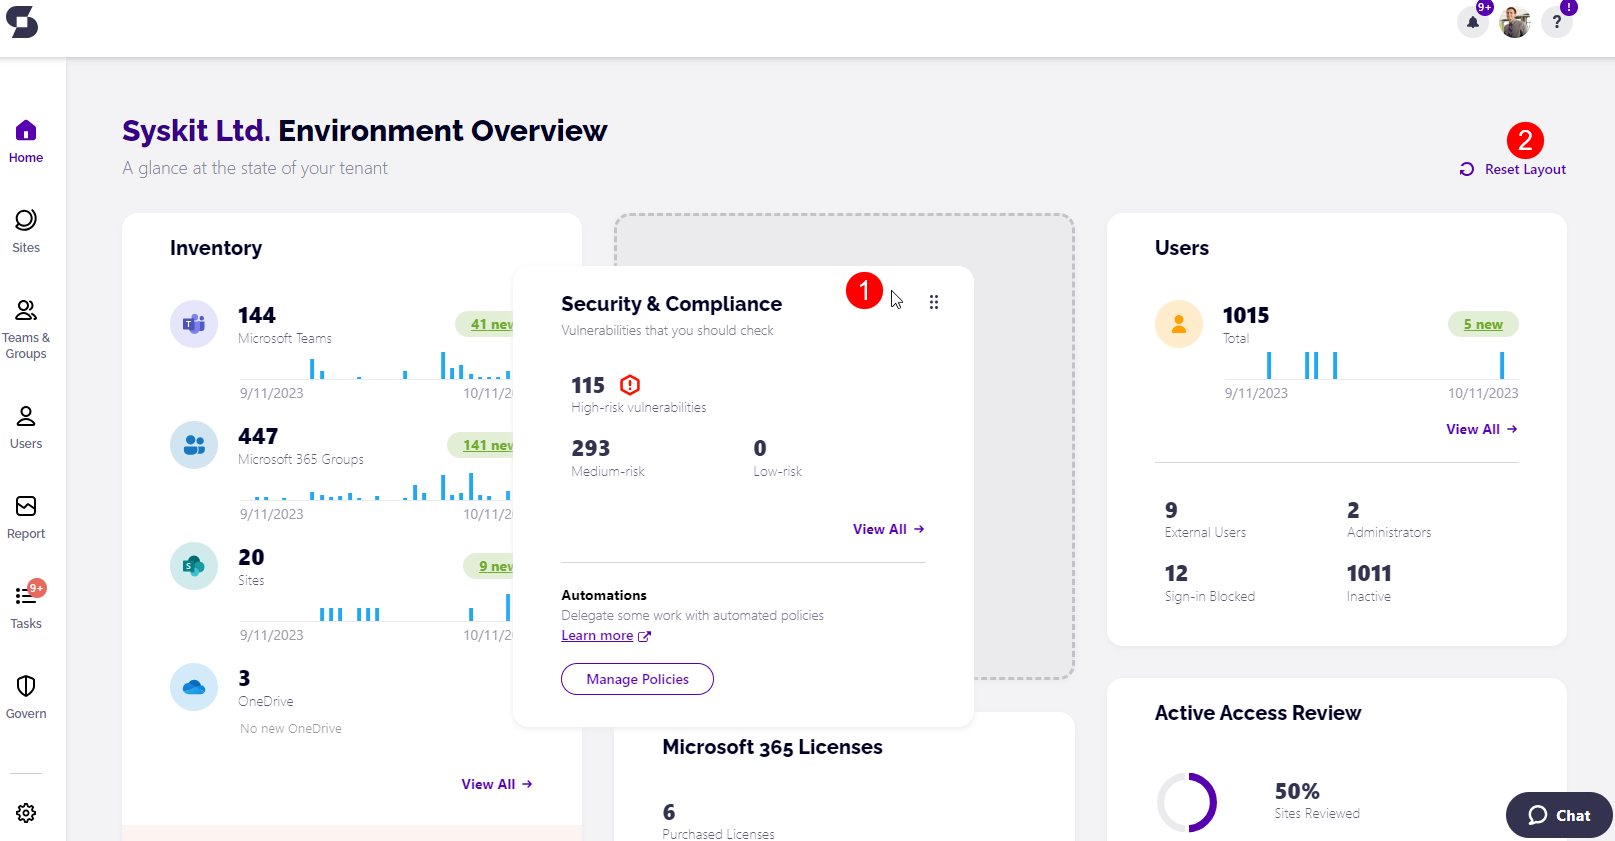 9+
!
?
Syskit Ltd. Environment Overview
A glance at the state of your tenant
2
Reset Layout
Home
Sites
Teams &
Groups
Users
Report
9+
Tasks
Govern
Inventory
144
Microsoft Teams
41 new
9/11/2023
10/11/20
447
Microsoft 365 Groups
141 new
9/11/2023
10/11/20
20
Sites
9 new
9/11/2023
10/11/20
3
OneDrive
No new OneDrive
View All
1
Security & Compliance
Vulnerabilities that you should check
115
High-risk vulnerabilities
293
Medium-risk
0
Low-risk
View All
Automations
Delegate some work with automated policies
Learn more
Manage Policies
Microsoft 365 Licenses
6
Purchased Licenses
Users
1015
Total
5 new
9/11/2023
10/11/2023
View All
9
External Users
2
Administrators
12
Sign-in Blocked
1011
Inactive
Active Access Review
50%
Sites Reviewed
Chat